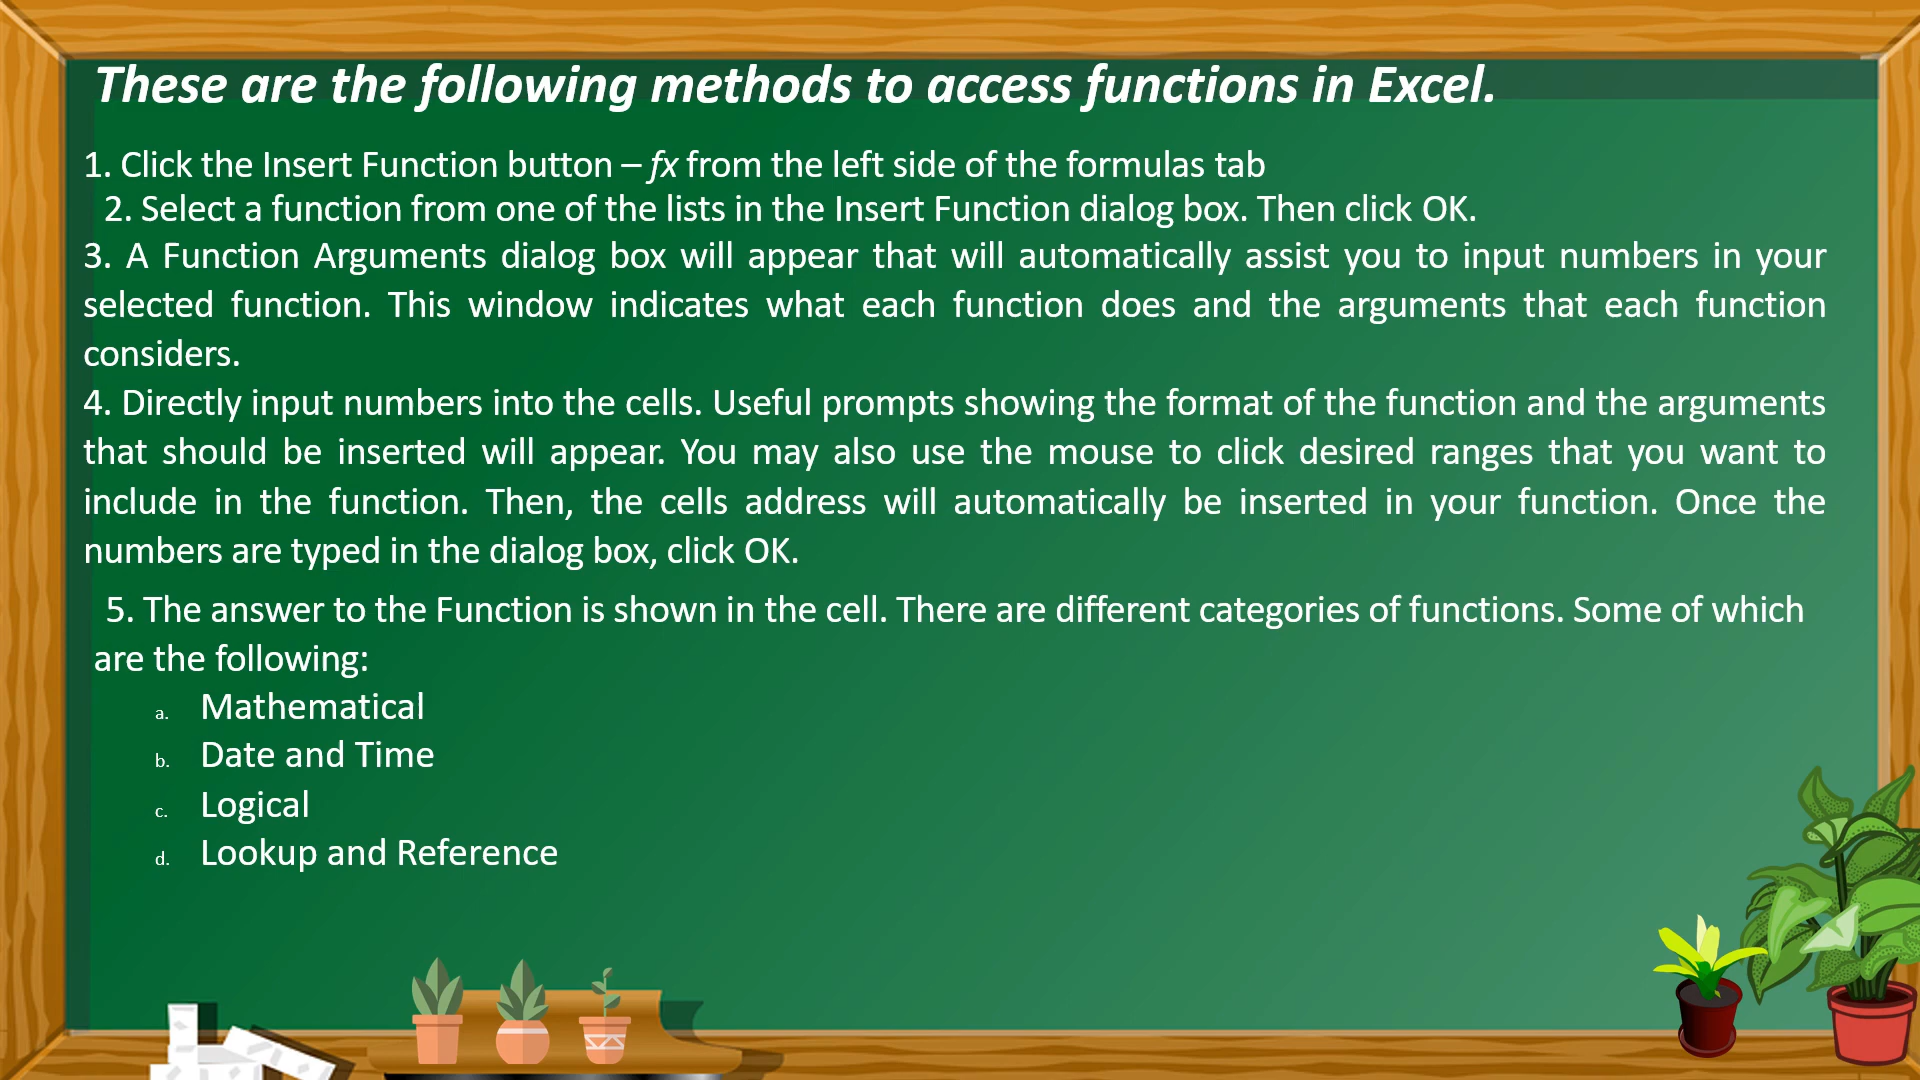 These are the following methods to access functions in Excel.
1. Click the Insert Function button – fx from the left side of the formulas tab
2. Select a function from one of the lists in the Insert Function dialog box. Then click OK.
3. A Function Arguments dialog box will appear that will automatically assist you to input numbers in your
selected function. This window indicates what each function does and the arguments that each function
considers.
4. Directly input numbers into the cells. Useful prompts showing the format of the function and the arguments
that should be inserted will appear. You may also use the mouse to click desired ranges that you want to
include in the function. Then, the cells address will automatically be inserted in your function. Once the
numbers are typed in the dialog box, click OK.
5. The answer to the Function is shown in the cell. There are different categories of functions. Some of which
are the following:
a. Mathematical
b. Date and Time
c. Logical
d. Lookup and Reference